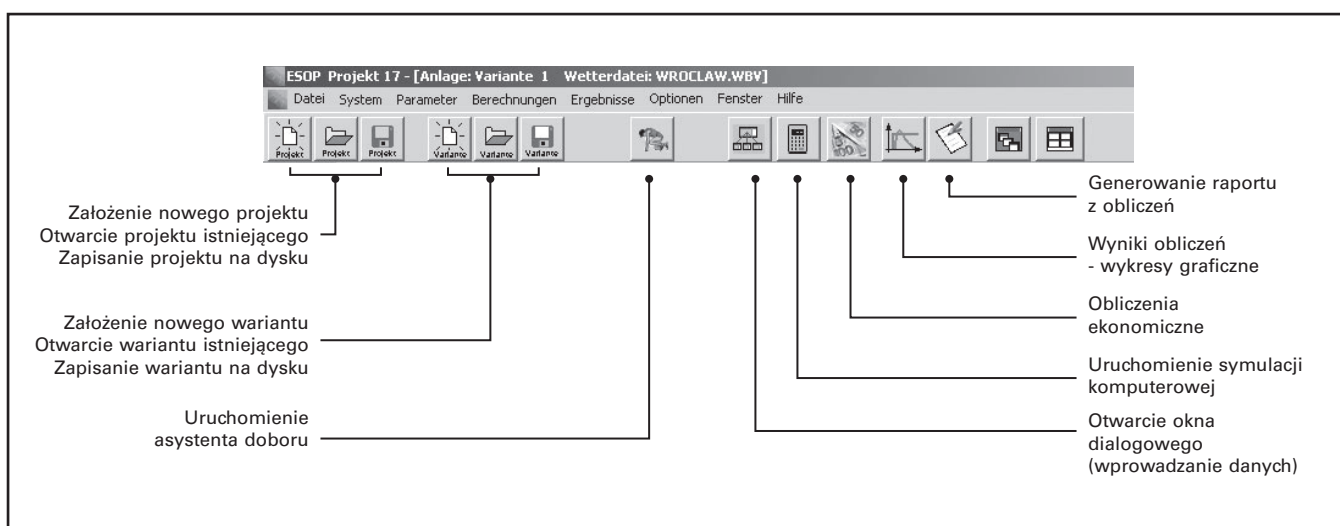 ESOP Projekt 17 - [Anlage: Variante 1 Wetterdatei: WROCLAW.WBV]
Datei System Parameter Berechnungen Ergebnisse Optionen Fenster Hilfe
Projekt Projekt Projekt Variante Variante Variante
Założenie nowego projektu
Otwarcie projektu istniejącego
Zapisanie projektu na dysku
Założenie nowego wariantu
Otwarcie wariantu istniejącego
Zapisanie wariantu na dysku
Uruchomienie
asystenta doboru
Generowanie raportu
z obliczeń
Wyniki obliczeń
- wykresy graficzne
Obliczenia
ekonomiczne
Uruchomienie symulacji
komputerowej
Otwarcie okna
dialogowego
(wprowadzanie danych)